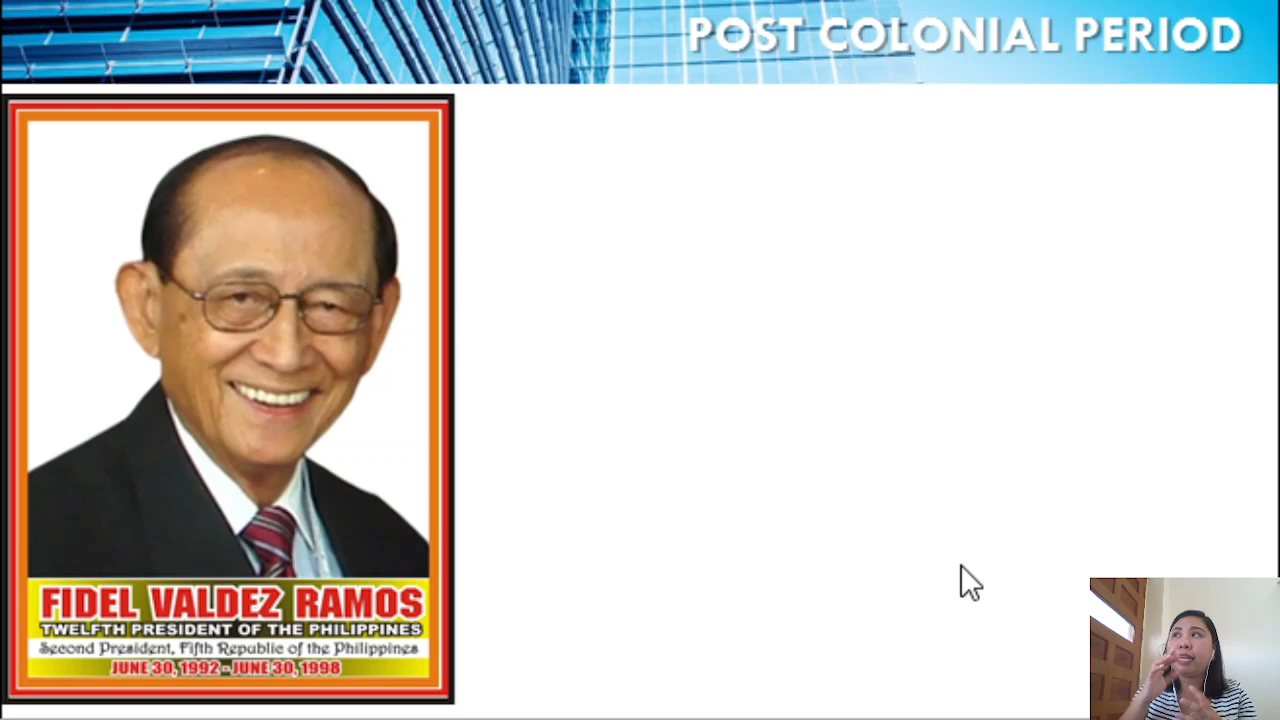 POST COLONIAL PERIOD
FIDEL VALDEZ RAMOS
TWELFTH PRESIDENT OF THE PHILIPPINES
Second President, Fifth Republic of the Philippines
JUNE 30, 1992 - JUNE 30, 1998